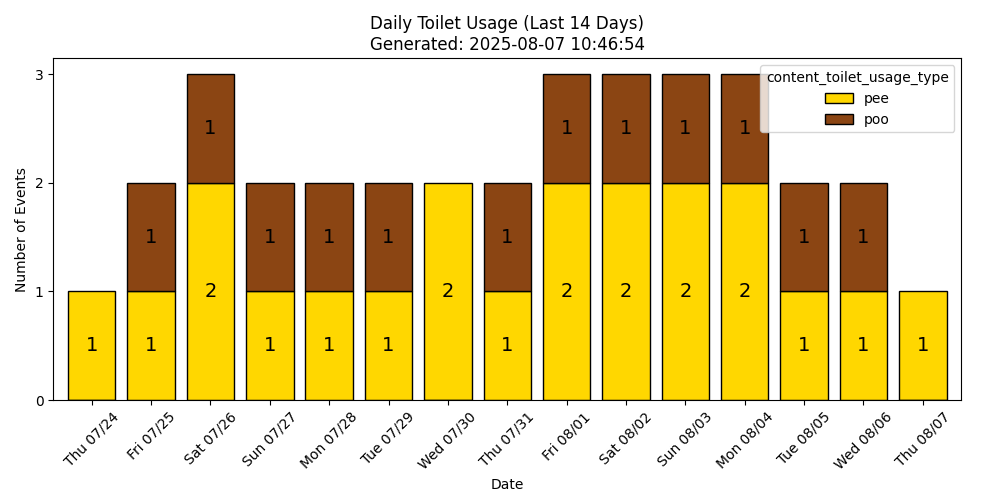 Daily Toilet Usage (Last 14 Days)
Generated: 2025-08-07 10:46:54
content_toilet_usage_type
pee
poo
Number of Events
3
2
1
0
1 1 1 1 1 1 1 1 1 1 1
1 1 2 1 1 1 2 1 2 2 2 2 1 1 1
Thu 07/24 Fri 07/25 Sat 07/26 Sun 07/27 Mon 07/28 Tue 07/29 Wed 07/30 Thu 07/31 Fri 08/01 Sat 08/02 Sun 08/03 Mon 08/04 Tue 08/05 Wed 08/06 Thu 08/07
Date